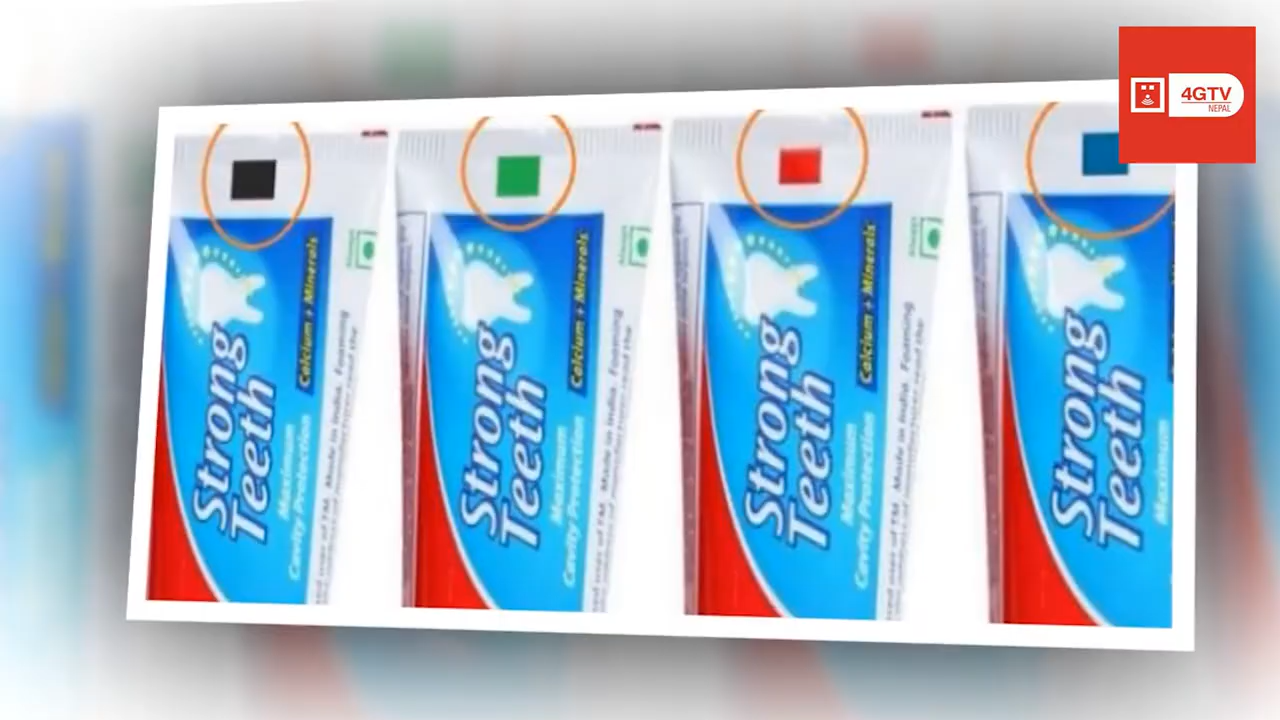 4GTV
NEPAL
Strong
Teeth
Calcium + Minerals
Maximum
Cavity Protection
Made in India. Foaming
Strong
Teeth
Calcium + Minerals
Maximum
Cavity Protection
Made in India. Foaming
Strong
Teeth
Calcium + Minerals
Maximum
Cavity Protection
Made in India. Foaming
Strong
Teeth
Maximum